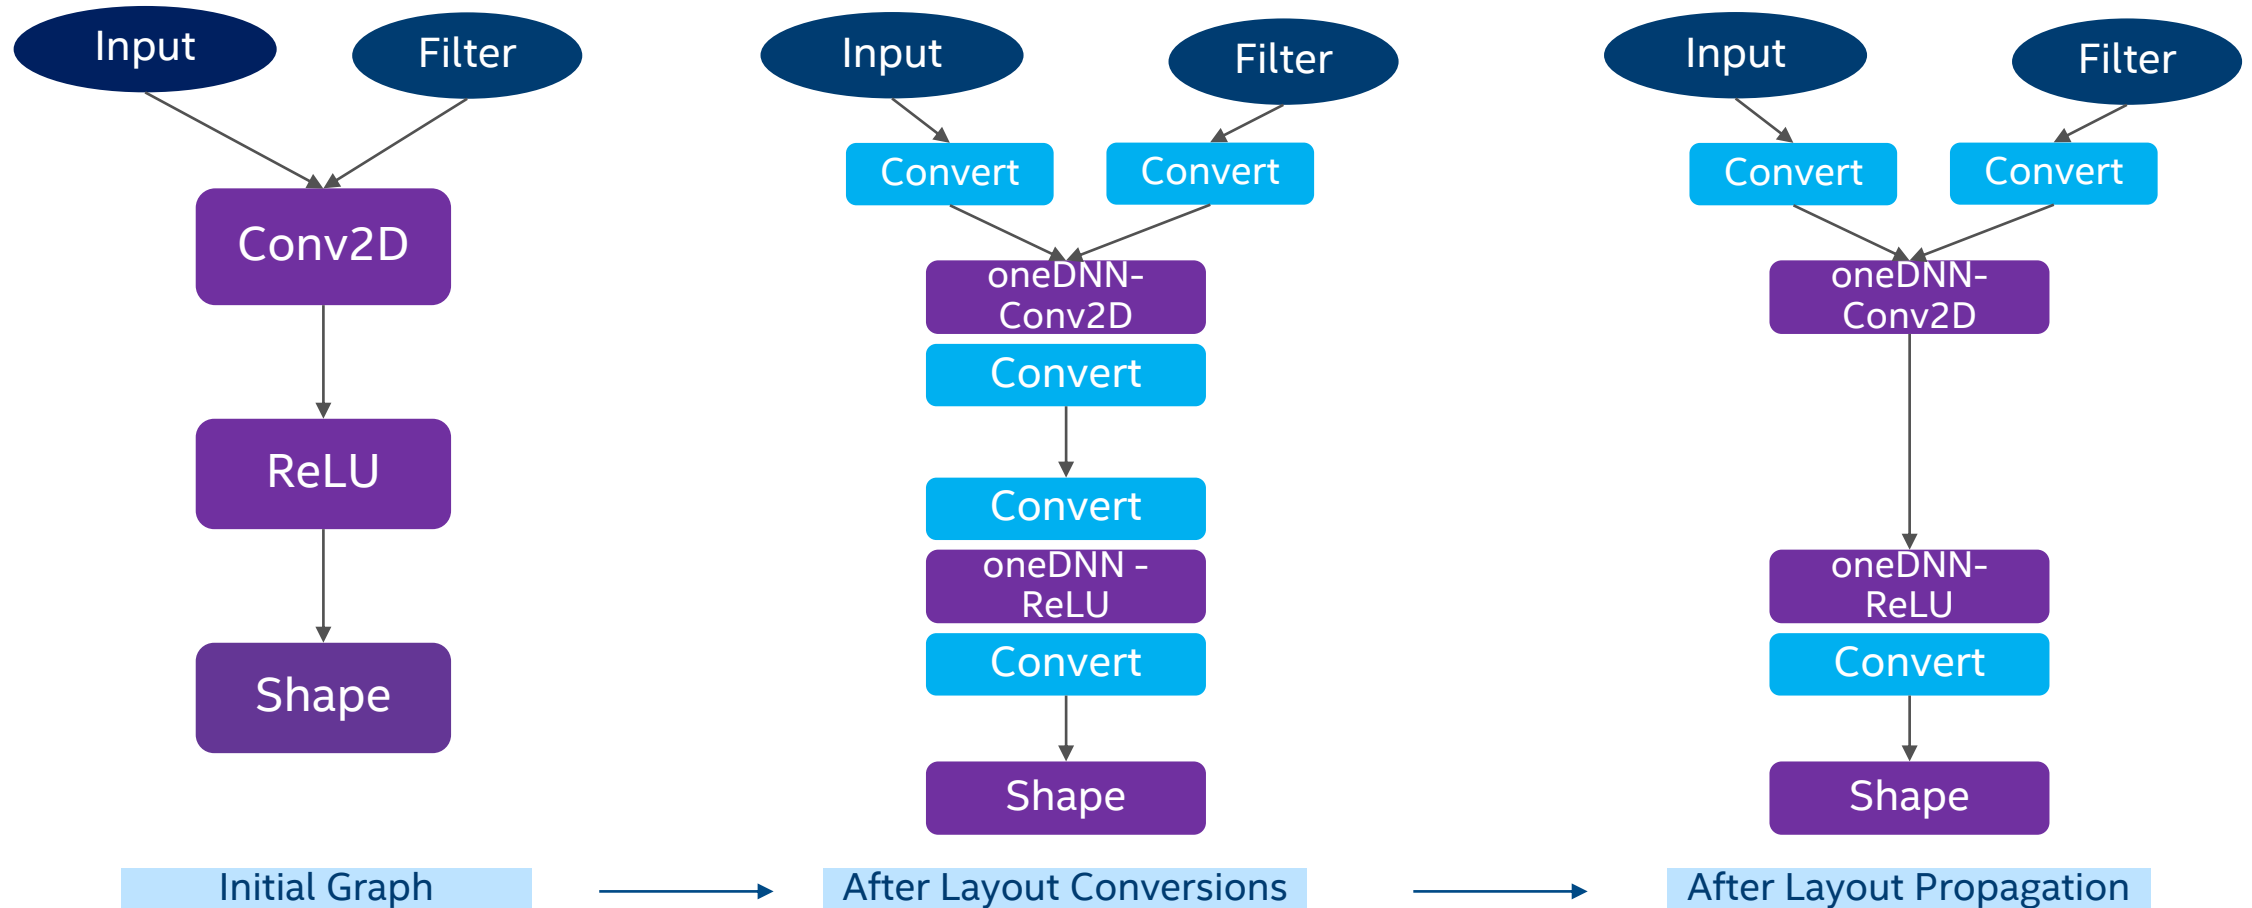 Input
Filter
Conv2D
ReLU
Shape
Initial Graph
Input
Filter
Convert
Convert
oneDNN-
Conv2D
Convert
Convert
oneDNN -
ReLU
Convert
Shape
After Layout Conversions
Input
Filter
Convert
Convert
oneDNN-
Conv2D
oneDNN-
ReLU
Convert
Shape
After Layout Propagation